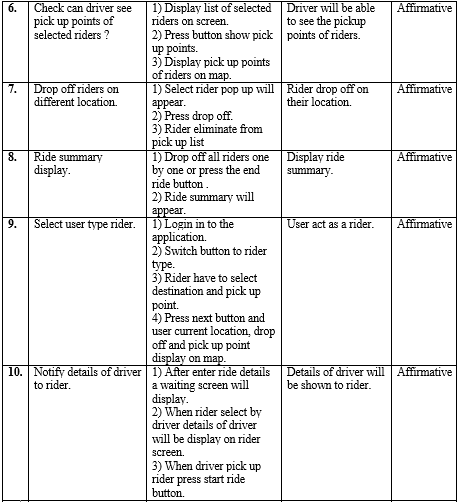 6.
Check can driver see
pick up points of
selected riders ?
1) Display list of selected
riders on screen.
2) Press button show pick
up points.
3) Display pick up points
of riders on map.
Driver will be able
to see the pickup
points of riders.
Affirmative
7.
Drop off riders on
different location.
1) Select rider pop up will
appear.
2) Press drop off.
3) Rider eliminate from
pick up list
Rider drop off on
their location.
Affirmative
8.
Ride summary
display.
1) Drop off all riders one
by one or press the end
ride button .
2) Ride summary will
appear.
Display ride
summary.
Affirmative
9.
Select user type rider.
1) Login in to the
application.
2) Switch button to rider
type.
3) Rider have to select
destination and pick up
point.
4) Press next button and
user current location, drop
off and pick up point
display on map.
User act as a rider.
Affirmative
10.
Notify details of driver
to rider.
1) After enter ride details
a waiting screen will
display.
2) When rider select by
driver details of driver
will be display on rider
screen.
3) When driver pick up
rider press start ride
button.
Details of driver will
be shown to rider.
Affirmative